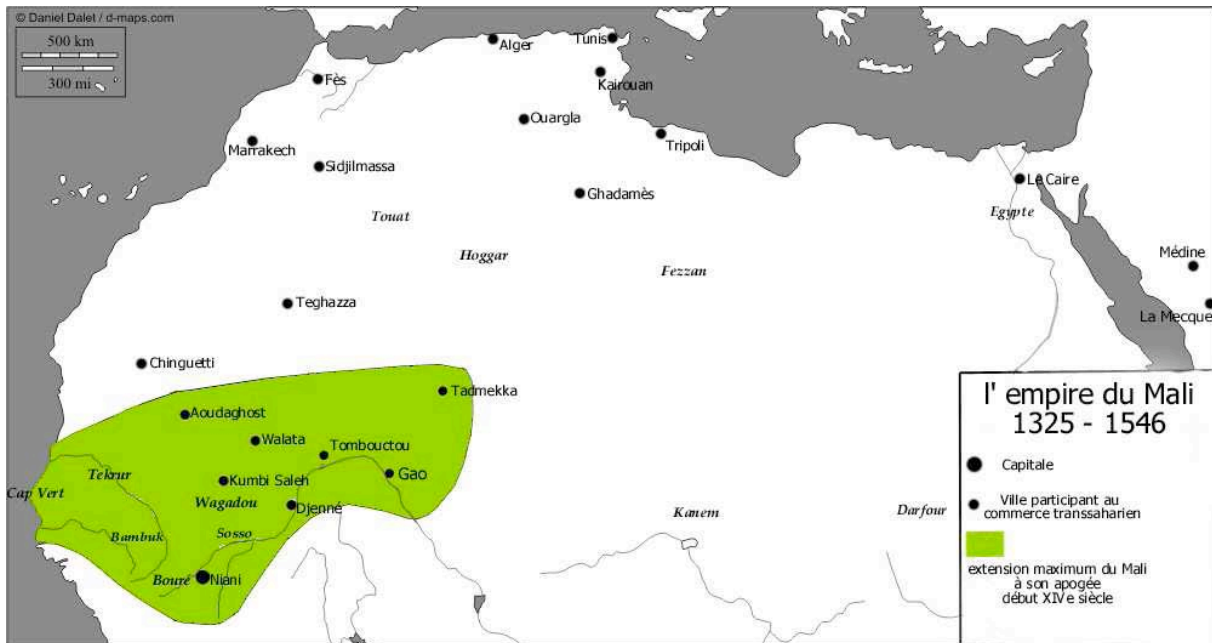 © Daniel Dalet / d-maps.com
500 km
300 mi
Alger
Tunis
Fès
Kairouan
Ouargla
Marrakech
Tripoli
Sidjilmassa
Le Caire
Ghadamès
Touat
Egypte
Hoggar
Fezzan
Médine
Teghazza
La Mecque
Chinguetti
Tadmekka
Aoudaghost
Walata
Tombouctou
Tekrur
Kumbi Saleh
Gao
Cap Vert
Wagadou
Djenné
Kanem
Darfour
Bambuk
Sosso
Bouré
Niani
l' empire du Mali
1325 - 1546
Capitale
Ville participant au
commerce transsaharien
extension maximum du Mali
à son apogée
début XIVe siècle